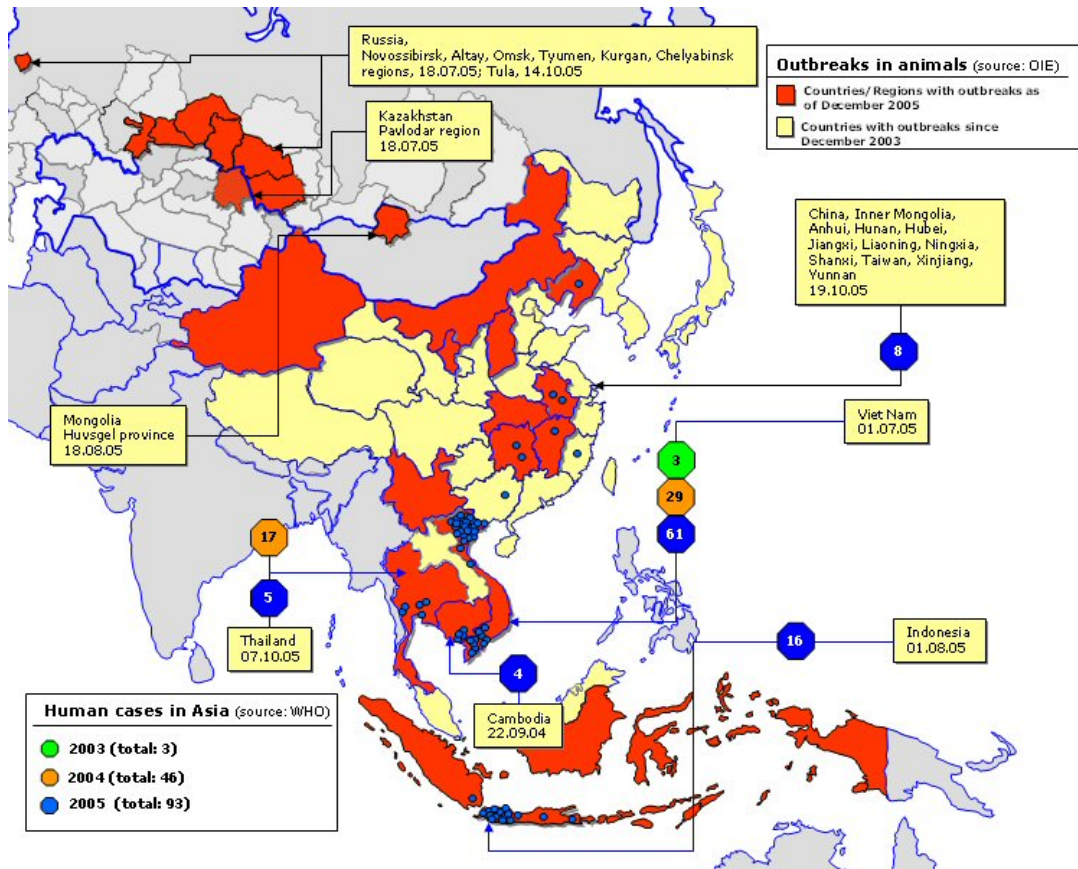 Russia,
Novossibirsk, Altay, Omsk, Tyumen, Kurgan, Chelyabinsk
regions, 18.07.05; Tula, 14.10.05
Outbreaks in animals (source: OIE)
Countries/Regions with outbreaks as
of December 2005
Countries with outbreaks since
December 2003
Kazakhstan
Pavlodar region
18.07.05
China, Inner Mongolia,
Anhui, Hunan, Hubei,
Jiangxi, Liaoning, Ningxia,
Shanxi, Taiwan, Xinjiang,
Yunnan
19.10.05
8
Mongolia
Huvsgel province
18.08.05
Viet Nam
01.07.05
3
29
61
17
5
Thailand
07.10.05
16
Indonesia
01.08.05
4
Cambodia
22.09.04
Human cases in Asia (source: WHO)
2003 (total: 3)
2004 (total: 46)
2005 (total: 93)